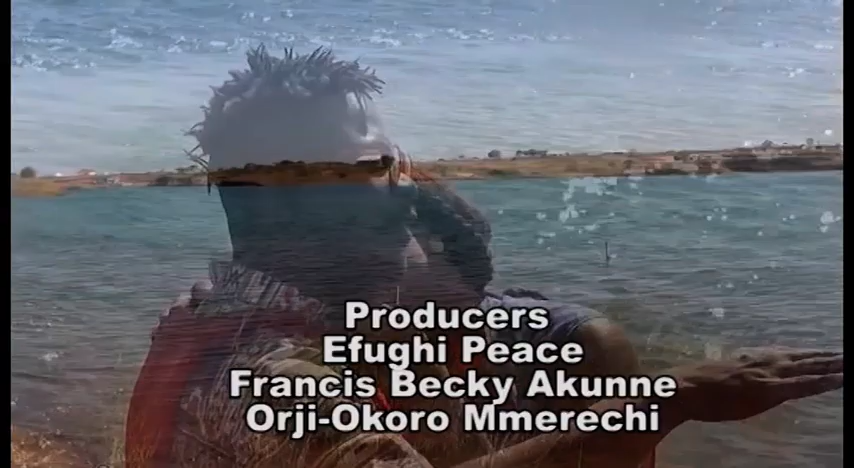 Producers
Efughi Peace
Francis Becky Akunne
Orji-Okoro Mmerechi